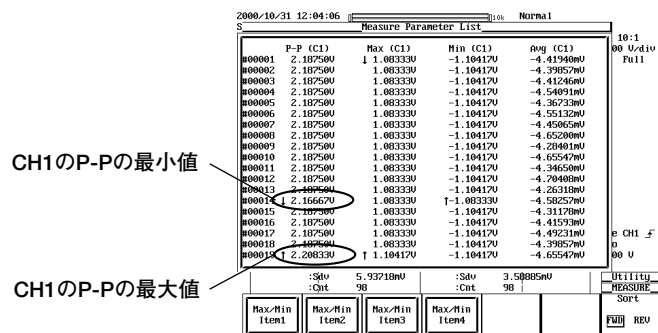 2000/10/31 12:04:06 10k Normal
S Measure Parameter List
10:1
P-P (C1) Max (C1) Min (C1) Avg (C1) 00 V/div
#00001 2.18750V ↓ 1.08333V -1.10417V -4.41940mV Full
#00002 2.18750V 1.08333V -1.10417V -4.39857mV
#00003 2.18750V 1.08333V -1.10417V -4.41246mV
#00004 2.18750V 1.08333V -1.10417V -4.54091mV
#00005 2.18750V 1.08333V -1.10417V -4.36733mV
#00006 2.18750V 1.08333V -1.10417V -4.55132mV
#00007 2.18750V 1.08333V -1.10417V -4.45065mV
#00008 2.18750V 1.08333V -1.10417V -4.65200mV
#00009 2.18750V 1.08333V -1.10417V -4.28401mV
#00010 2.18750V 1.08333V -1.10417V -4.65547mV
#00011 2.18750V 1.08333V -1.10417V -4.34650mV
#00012 2.18750V 1.08333V -1.10417V -4.70408mV
#00013 2.18750V 1.08333V -1.10417V -4.26318mV
CH1のP-Pの最小値
#00014 ↓ 2.16667V 1.08333V ↑-1.08333V -4.58257mV
#00015 2.18750V 1.08333V -1.10417V -4.31178mV
#00016 2.18750V 1.08333V -1.10417V -4.41593mV
#00017 2.18750V 1.08333V -1.10417V -4.49231mV e CH1
#00018 2.18750V 1.08333V -1.10417V -4.39857mV o
#00019 ↑ 2.20833V ↑ 1.10417V -1.10417V -4.65547mV 00 V
CH1のP-Pの最大値
:Sdv 5.93718mV :Sdv 3.50885mV Utility
:Cnt 98 :Cnt 98 MEASURE
Sort
Max/Min Item1 Max/Min Item2 Max/Min Item3 Max/Min Item4 FWD REV